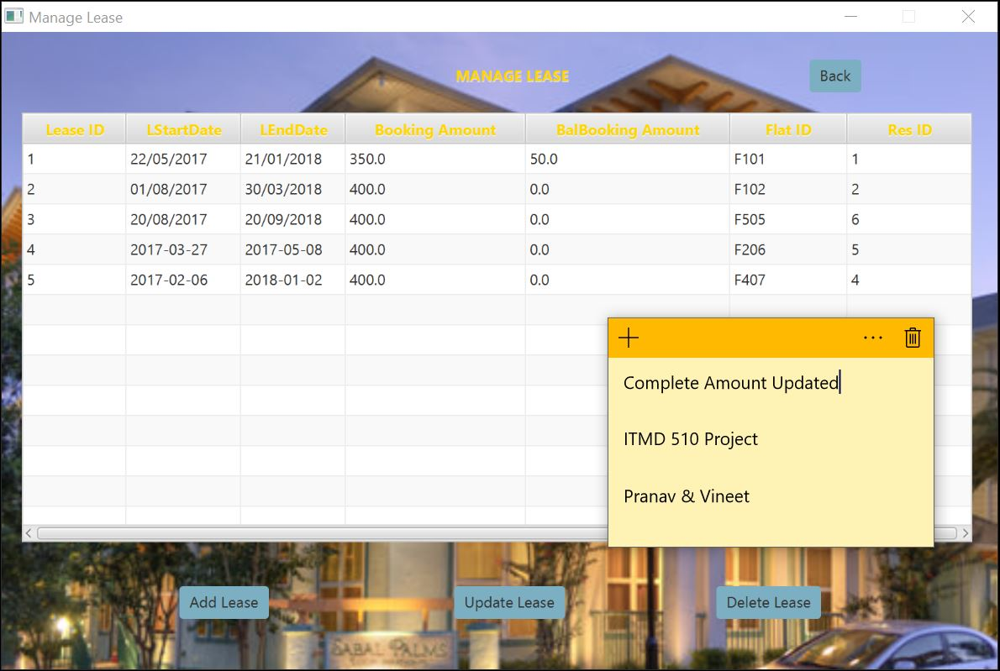 Manage Lease
MANAGE LEASE
Back
Lease ID LStartDate LEndDate Booking Amount BalBooking Amount Flat ID Res ID
1 22/05/2017 21/01/2018 350.0 50.0 F101 1
2 01/08/2017 30/03/2018 400.0 0.0 F102 2
3 20/08/2017 20/09/2018 400.0 0.0 F505 6
4 2017-03-27 2017-05-08 400.0 0.0 F206 5
5 2017-02-06 2018-01-02 400.0 0.0 F407 4
Complete Amount Updated
ITMD 510 Project
Pranav & Vineet
Add Lease Update Lease Delete Lease
SABAL PALMS